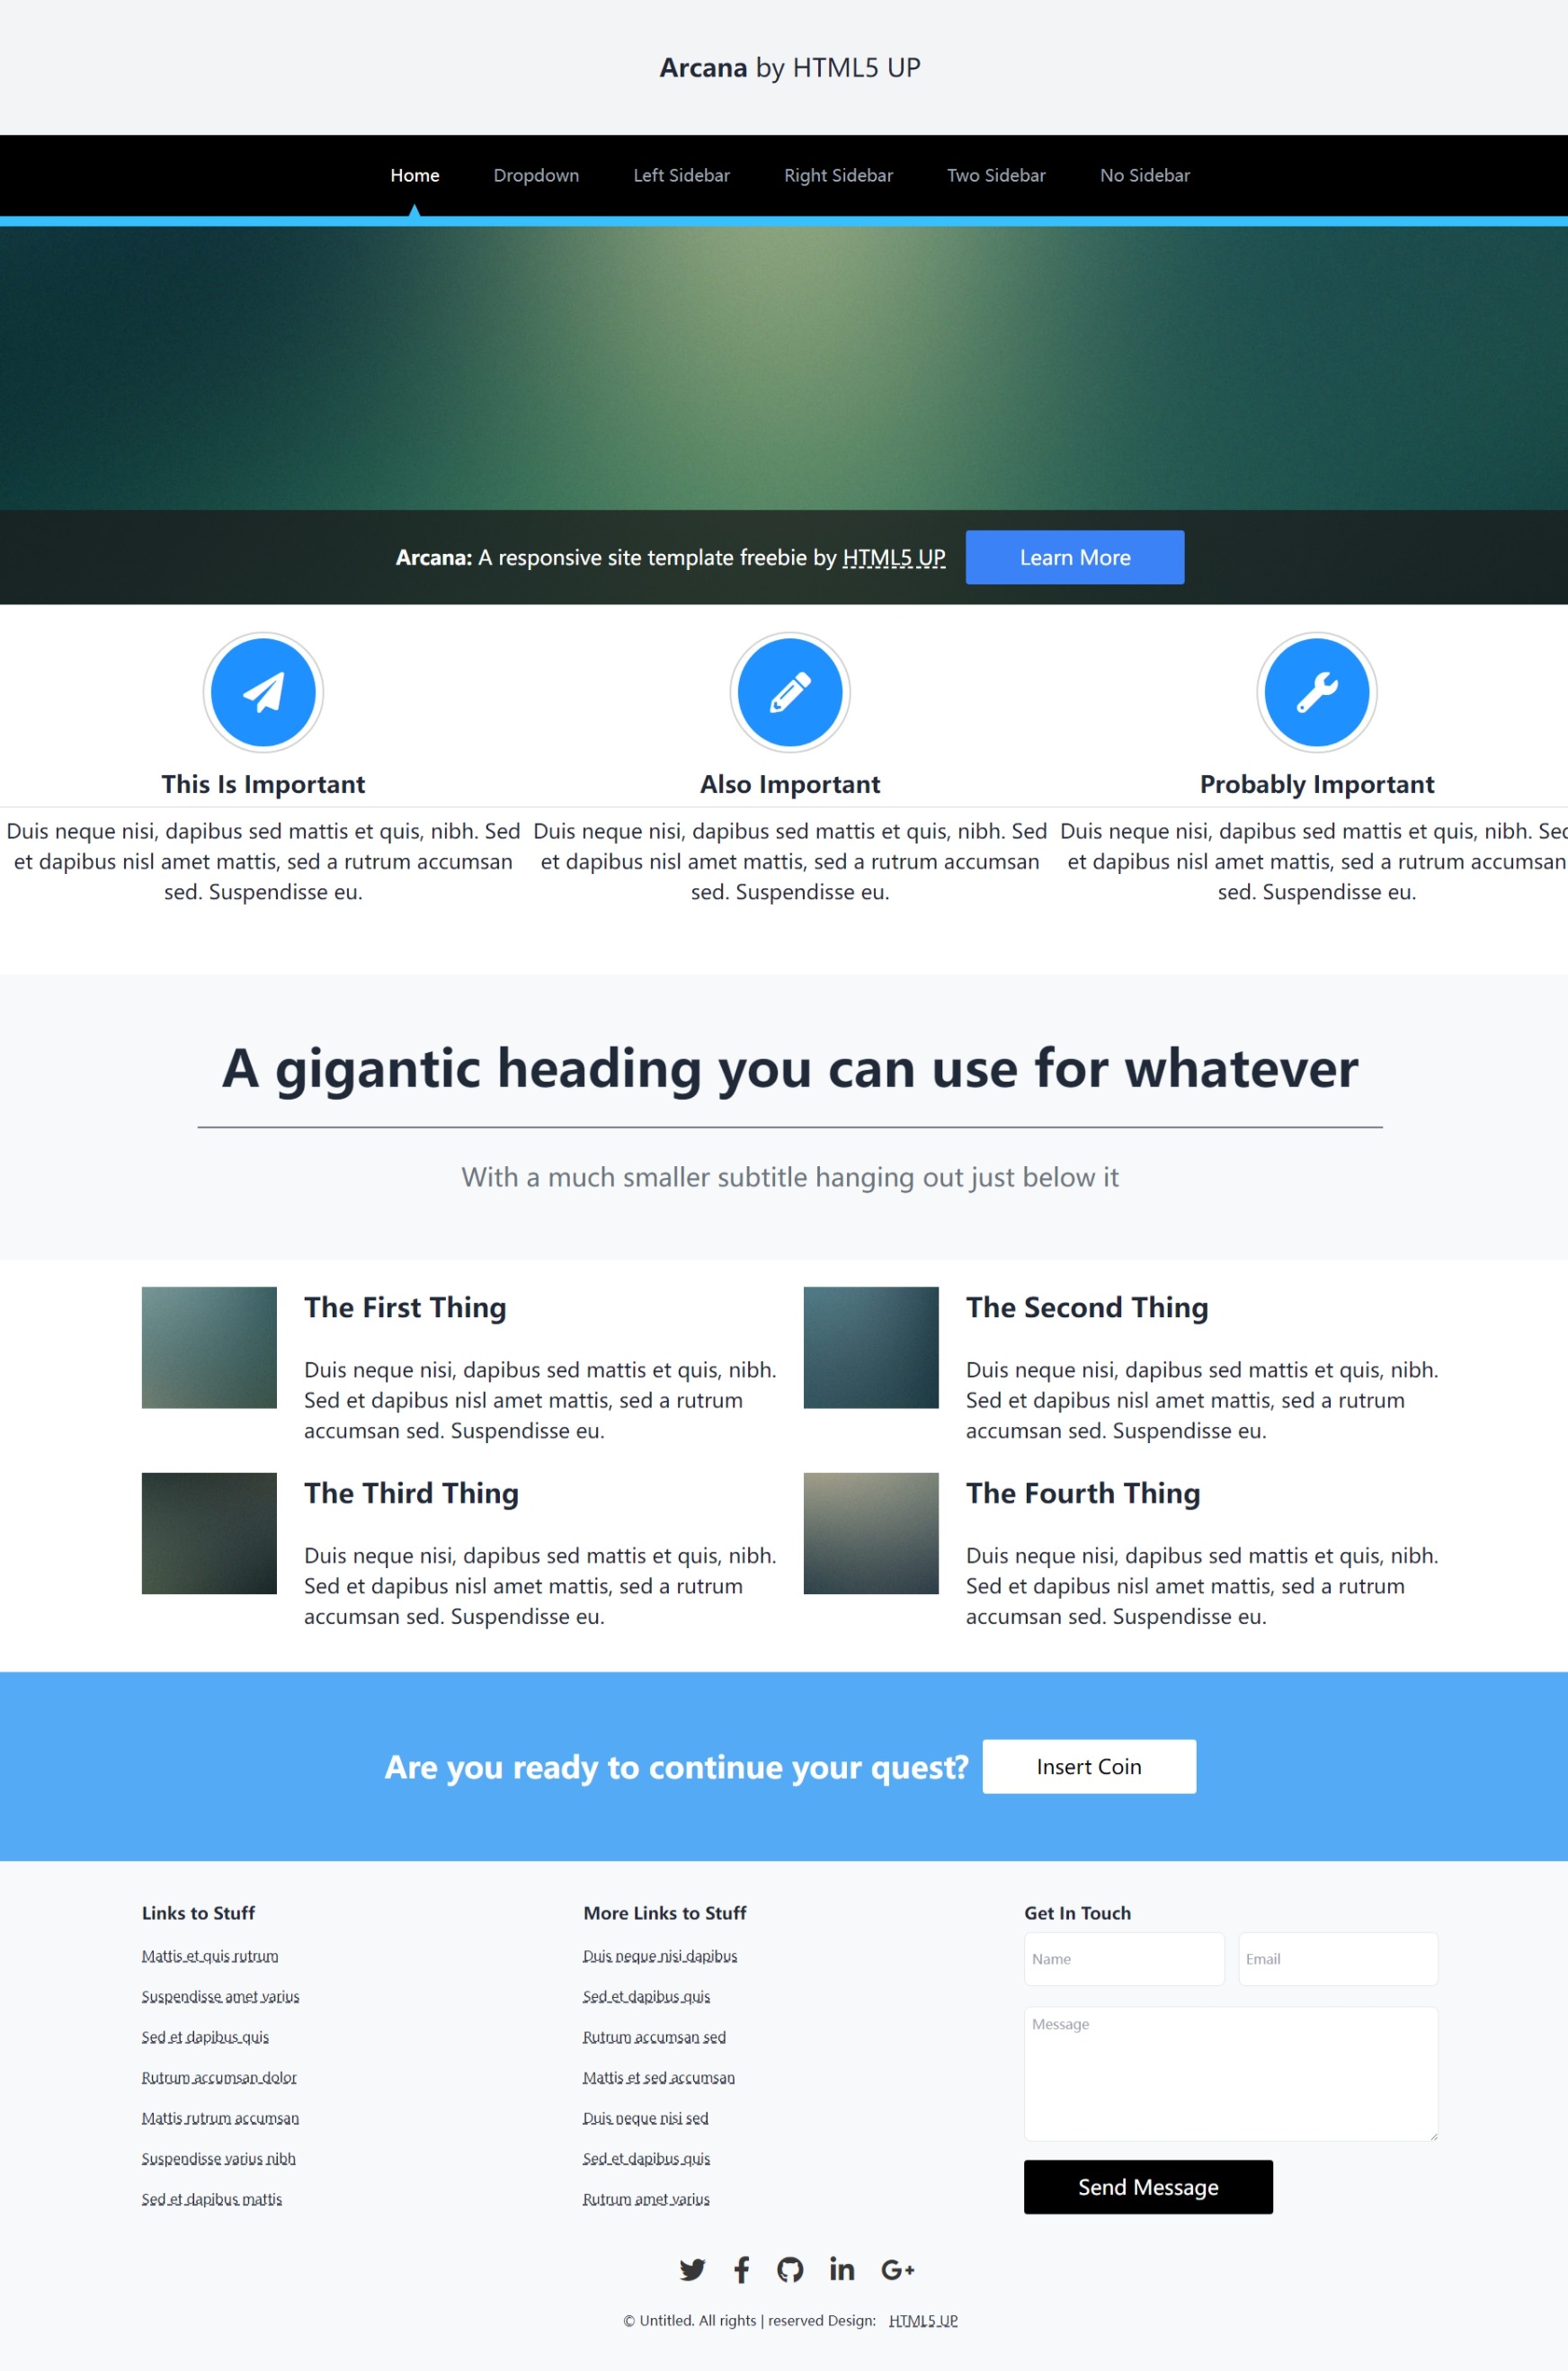 Arcana by HTML5 UP
Home Dropdown Left Sidebar Right Sidebar Two Sidebar No Sidebar
Arcana: A responsive site template freebie by HTML5 UP Learn More
This Is Important
Duis neque nisi, dapibus sed mattis et quis, nibh. Sed
et dapibus nisl amet mattis, sed a rutrum accumsan
sed. Suspendisse eu.
Also Important
Duis neque nisi, dapibus sed mattis et quis, nibh. Sed
et dapibus nisl amet mattis, sed a rutrum accumsan
sed. Suspendisse eu.
Probably Important
Duis neque nisi, dapibus sed mattis et quis, nibh. Sed
et dapibus nisl amet mattis, sed a rutrum accumsan
sed. Suspendisse eu.
A gigantic heading you can use for whatever
With a much smaller subtitle hanging out just below it
The First Thing
Duis neque nisi, dapibus sed mattis et quis, nibh.
Sed et dapibus nisl amet mattis, sed a rutrum
accumsan sed. Suspendisse eu.
The Second Thing
Duis neque nisi, dapibus sed mattis et quis, nibh.
Sed et dapibus nisl amet mattis, sed a rutrum
accumsan sed. Suspendisse eu.
The Third Thing
Duis neque nisi, dapibus sed mattis et quis, nibh.
Sed et dapibus nisl amet mattis, sed a rutrum
accumsan sed. Suspendisse eu.
The Fourth Thing
Duis neque nisi, dapibus sed mattis et quis, nibh.
Sed et dapibus nisl amet mattis, sed a rutrum
accumsan sed. Suspendisse eu.
Are you ready to continue your quest? Insert Coin
Links to Stuff
Mattis et quis rutrum
Suspendisse amet varius
Sed et dapibus quis
Rutrum accumsan dolor
Mattis rutrum accumsan
Suspendisse varius nibh
Sed et dapibus mattis
More Links to Stuff
Duis neque nisi dapibus
Sed et dapibus quis
Rutrum accumsan sed
Mattis et sed accumsan
Duis neque nisi sed
Sed et dapibus quis
Rutrum amet varius
Get In Touch
Name Email
Message
Send Message
© Untitled. All rights | reserved Design: HTML5 UP